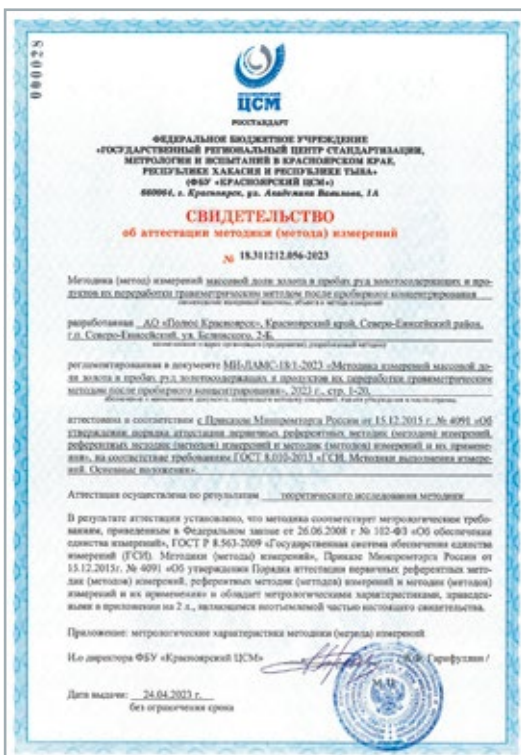 000028
КРАСНОЯРСКИЙ
ЦСМ
РОССТАНДАРТ
ФЕДЕРАЛЬНОЕ БЮДЖЕТНОЕ УЧРЕЖДЕНИЕ
«ГОСУДАРСТВЕННЫЙ РЕГИОНАЛЬНЫЙ ЦЕНТР СТАНДАРТИЗАЦИИ,
МЕТРОЛОГИИ И ИСПЫТАНИЙ В КРАСНОЯРСКОМ КРАЕ,
РЕСПУБЛИКЕ ХАКАСИЯ И РЕСПУБЛИКЕ ТЫВА»
(ФБУ «КРАСНОЯРСКИЙ ЦСМ»)
660064, г. Красноярск, ул. Академика Вавилова, 1А
СВИДЕТЕЛЬСТВО
об аттестации методики (метода) измерений
№ 18.311212.056-2023
Методика (метод) измерений массовой доли золота в пробах руд золотосодержащих и про-
дуктов их переработки гравиметрическим методом после пробирного концентрирования
разработанная АО «Полюс Красноярск», Красноярский край, Северо-Енисейский район,
г.п. Северо-Енисейский, ул. Белинского, 2-Б,
регламентированная в документе МИ-ЛАМС-18/1-2023 «Методика измерений массовой до-
ли золота в пробах руд золотосодержащих и продуктов их переработки гравиметрическим
методом после пробирного концентрирования», 2023 г., стр. 1-20,
аттестована в соответствии с Приказом Минпромторга России от 15.12.2015 г. № 4091 «Об
утверждении порядка аттестации первичных референтных методик (методов) измерений,
референтных методик (методов) измерений и методик (методов) измерений и их примене-
ния», на соответствие требованиям ГОСТ 8.010-2013 «ГСИ. Методики выполнения измере-
ний. Основные положения».
Аттестация осуществлена по результатам теоретического исследования методики
В результате аттестации установлено, что методика соответствует метрологическим требо-
ваниям, приведенным в Федеральном законе от 26.06.2008 г № 102-ФЗ «Об обеспечении
единства измерений», ГОСТ Р 8.563-2009 «Государственная система обеспечения единства
измерений (ГСИ). Методики (методы) измерений», Приказе Минпромторга России от
15.12.2015г. № 4091 «Об утверждении Порядка аттестации первичных референтных мето-
дик (методов) измерений, референтных методик (методов) измерений и методик (методов)
измерений и их применения» и обладает метрологическими характеристиками, приведен-
ными в приложении на 2 л., являющемся неотъемлемой частью настоящего свидетельства.
Приложение: метрологические характеристики методики (метода) измерений
И.о директора ФБУ «Красноярский ЦСМ» Гарифуллин /
М.П.
Дата выдачи: 24.04.2023 г.
без ограничения срока